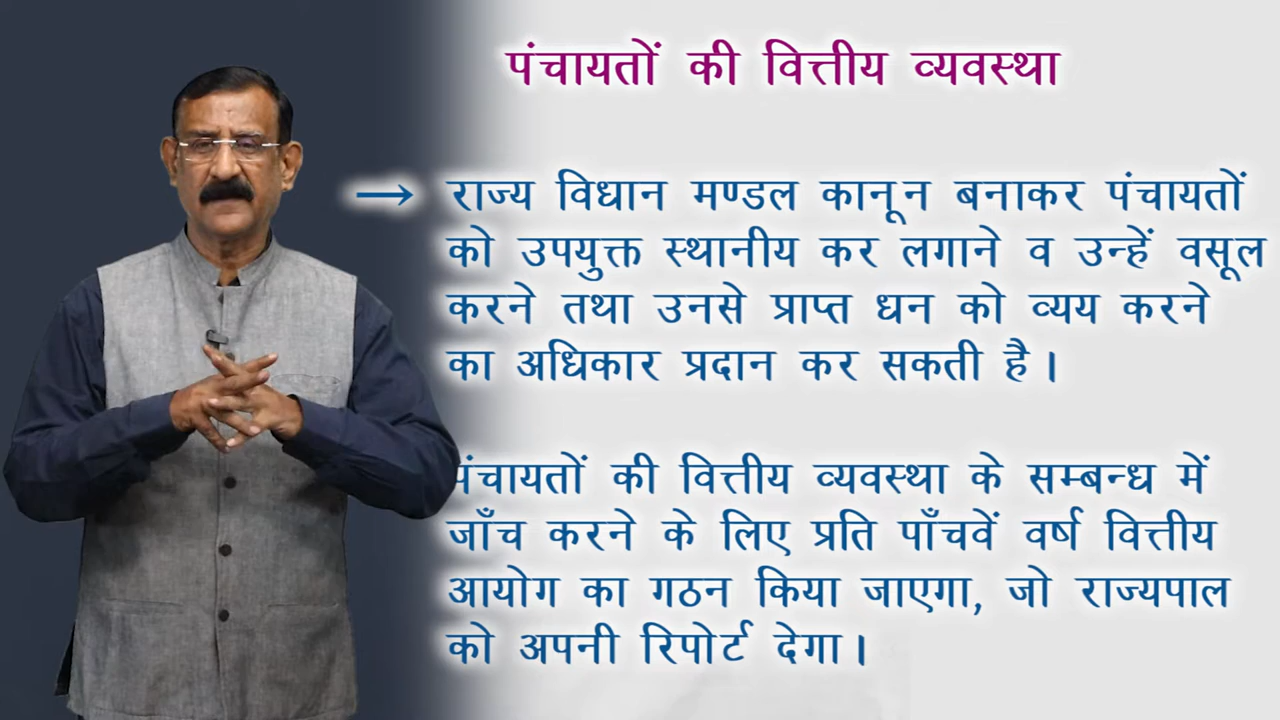 पंचायतों की वित्तीय व्यवस्था
→ राज्य विधान मण्डल कानून बनाकर पंचायतों
को उपयुक्त स्थानीय कर लगाने व उन्हें वसूल
करने तथा उनसे प्राप्त धन को व्यय करने
का अधिकार प्रदान कर सकती है।
पंचायतों की वित्तीय व्यवस्था के सम्बन्ध में
जाँच करने के लिए प्रति पाँचवें वर्ष वित्तीय
आयोग का गठन किया जाएगा, जो राज्यपाल
को अपनी रिपोर्ट देगा।